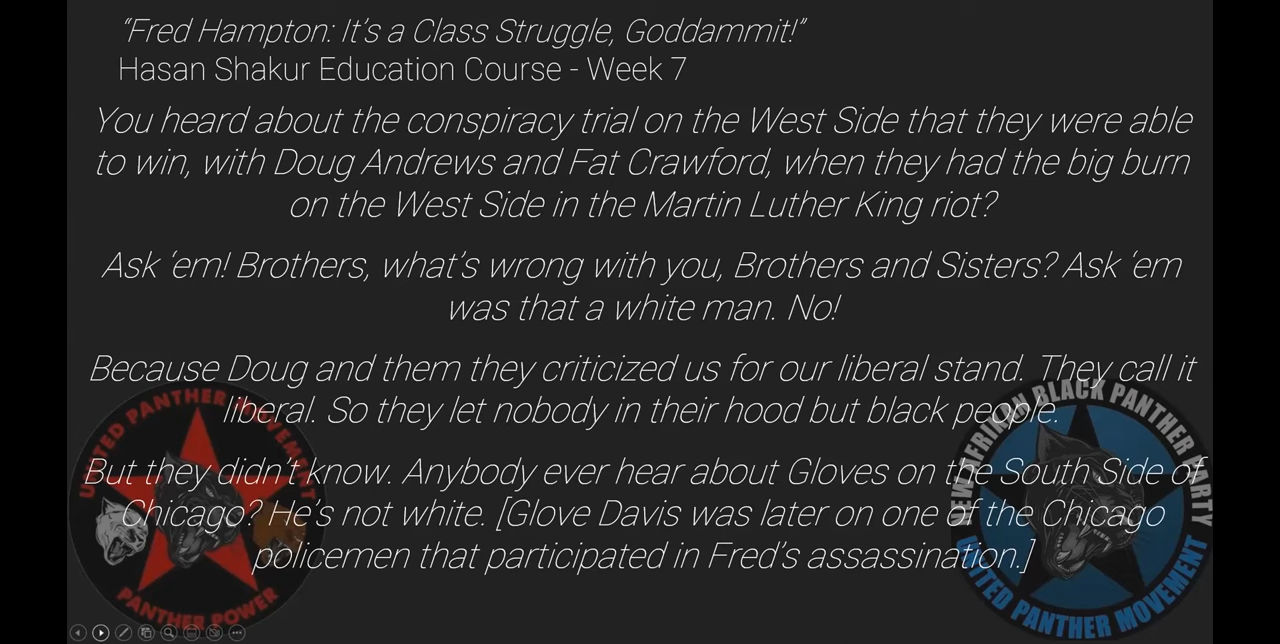 “Fred Hampton: It’s a Class Struggle, Goddammit!”
Hasan Shakur Education Course - Week 7
You heard about the conspiracy trial on the West Side that they were able
to win, with Doug Andrews and Fat Crawford, when they had the big burn
on the West Side in the Martin Luther King riot?
Ask ‘em! Brothers, what’s wrong with you, Brothers and Sisters? Ask ‘em
was that a white man. No!
Because Doug and them they criticized us for our liberal stand. They call it
liberal. So they let nobody in their hood but black people.
But they didn’t know. Anybody ever hear about Gloves on the South Side of
Chicago? He’s not white. [Glove Davis was later on one of the Chicago
policemen that participated in Fred’s assassination.]
UNITED PANTHER MOVEMENT
PANTHER POWER
NEW AFRIKAN BLACK PANTHER PARTY
UNITED PANTHER MOVEMENT